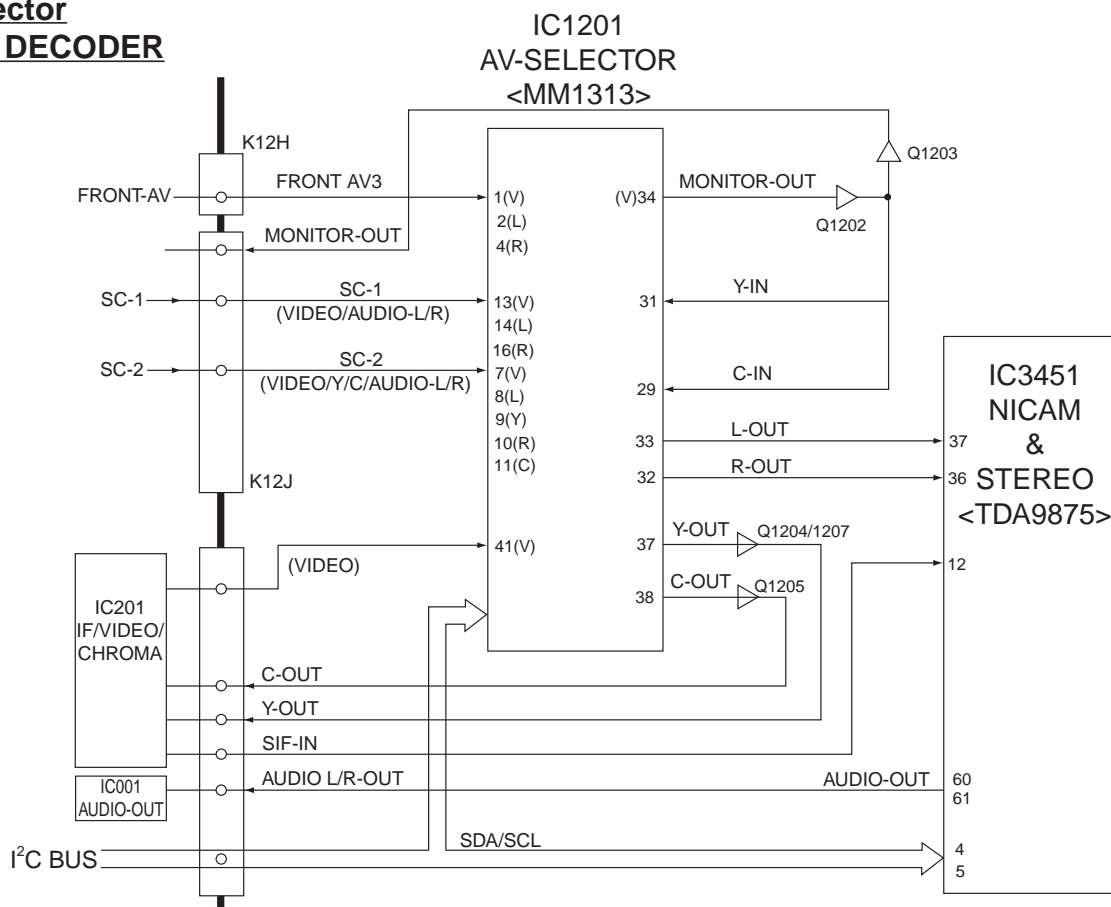 ector
DECODER
IC1201
AV-SELECTOR
<MM1313>
K12H
Q1203
FRONT-AV
FRONT AV3
1(V)
2(L)
4(R)
(V)34
MONITOR-OUT
Q1202
MONITOR-OUT
SC-1
SC-1
(VIDEO/AUDIO-L/R)
13(V)
14(L)
16(R)
31
Y-IN
SC-2
SC-2
(VIDEO/Y/C/AUDIO-L/R)
7(V)
8(L)
9(Y)
10(R)
11(C)
29
C-IN
33
L-OUT
37
32
R-OUT
36
IC3451
NICAM
&
STEREO
<TDA9875>
K12J
41(V)
(VIDEO)
37
Y-OUT
Q1204/1207
12
38
C-OUT
Q1205
IC201
IF/VIDEO/
CHROMA
C-OUT
Y-OUT
SIF-IN
IC001
AUDIO-OUT
AUDIO L/R-OUT
AUDIO-OUT
60
61
I²C BUS
SDA/SCL
4
5